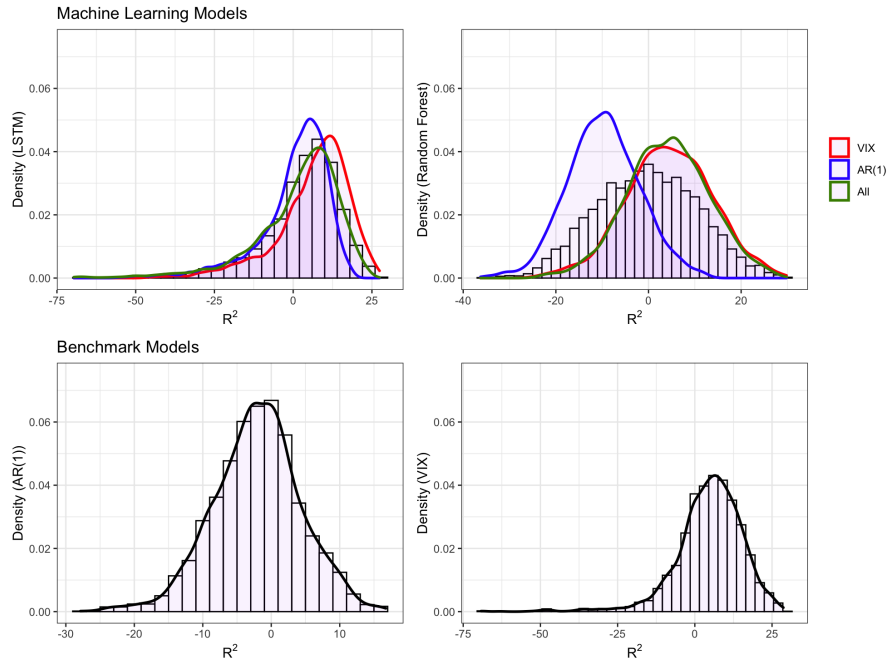 Machine Learning Models
Density (LSTM)
0.06
0.04
0.02
0.00
-75 -50 -25 0 25
R²
Density (Random Forest)
0.06
0.04
0.02
0.00
-40 -20 0 20
R²
VIX
AR(1)
All
Benchmark Models
Density (AR(1))
0.06
0.04
0.02
0.00
-30 -20 -10 0 10
R²
Density (VIX)
0.06
0.04
0.02
0.00
-75 -50 -25 0 25
R²